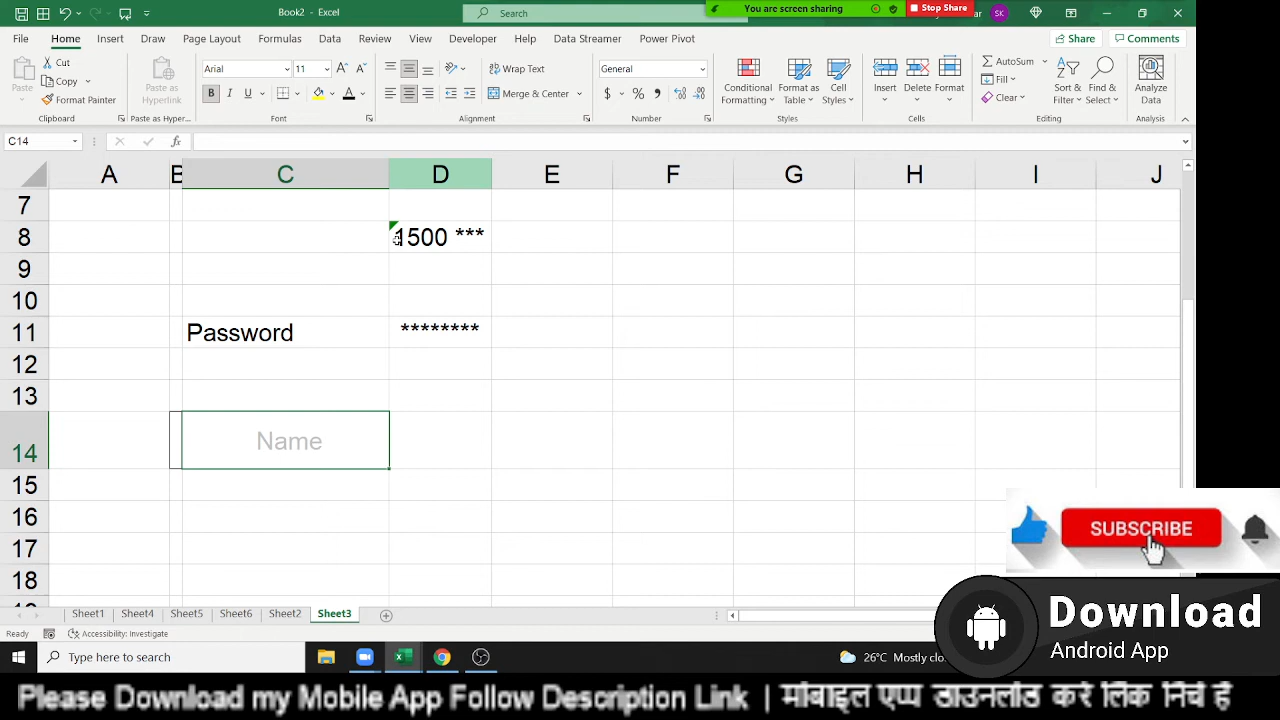 Book2 - Excel
Search
You are screen sharing
Stop Share
SK
File Home Insert Draw Page Layout Formulas Data Review View Developer Help Data Streamer Power Pivot
Share Comments
Paste
Cut
Copy
Format Painter
Clipboard
Paste as Hyperlink
Paste as Hyper...
Arial 11
B I U
Font
Wrap Text
Merge & Center
Alignment
General
$ % ,
Number
Conditional Formatting
Format as Table
Cell Styles
Styles
Insert Delete Format
Cells
AutoSum
Fill
Clear
Sort & Filter
Find & Select
Editing
Analyze Data
Analysis
C14
fx
A B C D E F G H I J
7
8 1500 ***
9
10
11 Password ********
12
13
14 Name
15
16
17
18
SUBSCRIBE
Sheet1 Sheet4 Sheet5 Sheet6 Sheet2 Sheet3
Ready Accessibility: Investigate
Download
Android App
Type here to search
26°C Mostly clo
Please Download my Mobile App Follow Description Link | मोबाइल एप्प डाउनलोड करे लिंक निचे है